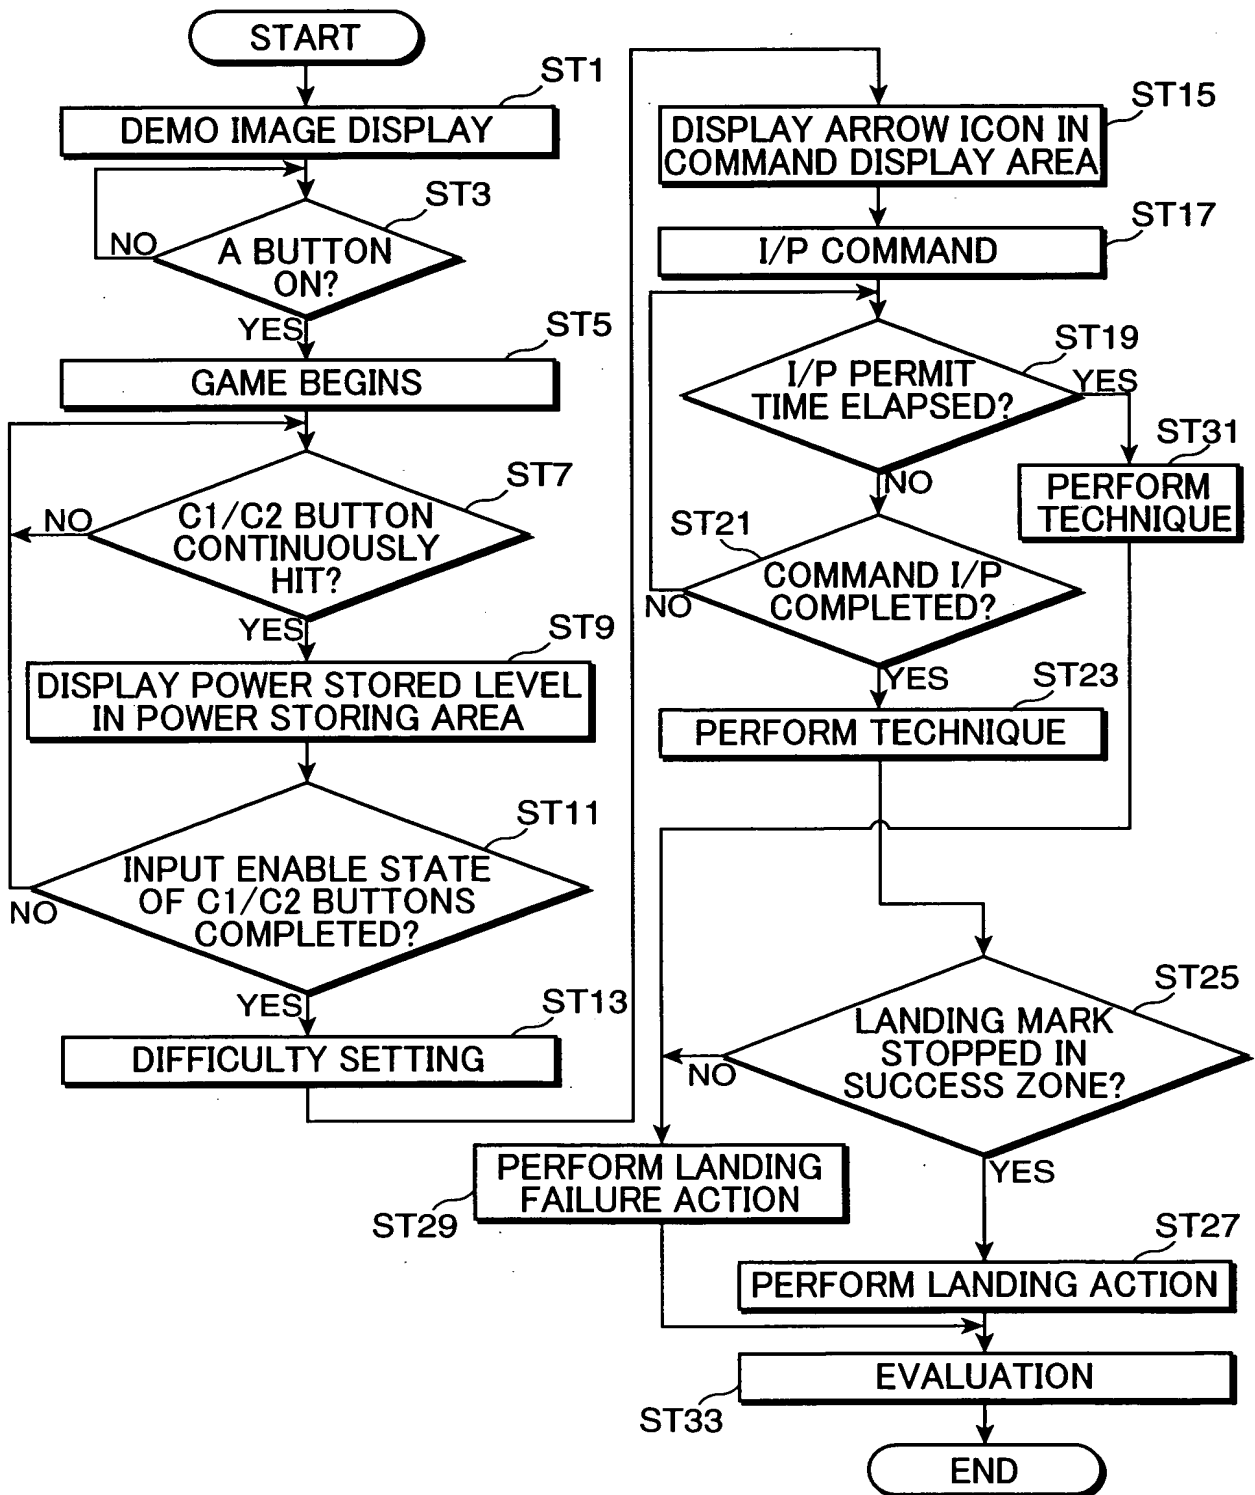 START
ST1
DEMO IMAGE DISPLAY
ST3
NO
A BUTTON
ON?
YES
ST5
GAME BEGINS
ST7
NO
C1/C2 BUTTON
CONTINUOUSLY
HIT?
YES
ST9
DISPLAY POWER STORED LEVEL
IN POWER STORING AREA
ST11
INPUT ENABLE STATE
OF C1/C2 BUTTONS
COMPLETED?
NO
YES
ST13
DIFFICULTY SETTING
ST15
DISPLAY ARROW ICON IN
COMMAND DISPLAY AREA
ST17
I/P COMMAND
ST19
I/P PERMIT
TIME ELAPSED?
YES
NO
ST31
PERFORM
TECHNIQUE
ST21
COMMAND I/P
COMPLETED?
NO
YES
ST23
PERFORM TECHNIQUE
ST25
LANDING MARK
STOPPED IN
SUCCESS ZONE?
NO
YES
PERFORM LANDING
FAILURE ACTION
ST29
ST27
PERFORM LANDING ACTION
EVALUATION
ST33
END